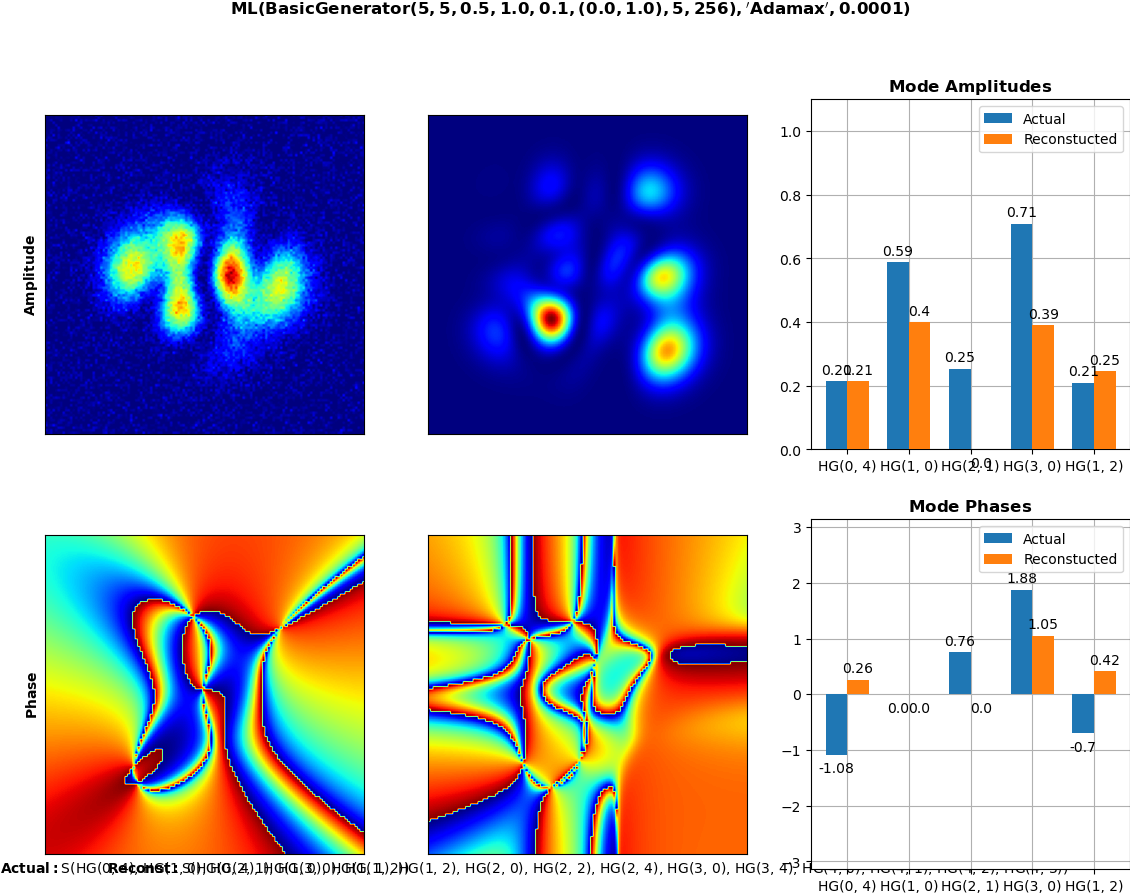 ML(BasicGenerator(5, 5, 0.5, 1.0, 0.1, (0.0, 1.0), 5, 256), 'Adamax', 0.0001)
Mode Amplitudes
Amplitude
Actual
Reconstucted
1.0
0.8
0.6
0.4
0.2
0.0
0.21
0.21
0.59
0.4
0.25
0.0
0.71
0.39
0.21
0.25
HG(0, 4) HG(1, 0) HG(2, 1) HG(3, 0) HG(1, 2)
Mode Phases
Phase
Actual
Reconstucted
3
2
1
0
−1
−2
−3
-1.08
0.26
0.0
0.0
0.76
0.0
1.88
1.05
-0.7
0.42
HG(0, 4) HG(1, 0) HG(2, 1) HG(3, 0) HG(1, 2)
Actual: S(HG(0, 4),
Reconst:
HG(1, 2), HG(2, 0), HG(2, 2), HG(2, 4), HG(3, 0), HG(3, 4),